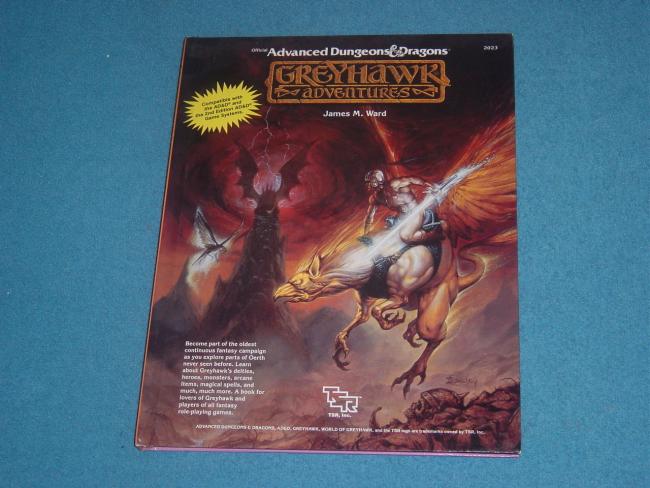 Official Advanced Dungeons & Dragons™
2023
GREYHAWK
ADVENTURES
James M. Ward
Compatible with
the AD&D® and
the 2nd Edition AD&D®
Game Systems.
Become part of the oldest
continuous fantasy campaign
as you explore parts of Oerth
never seen before. Learn
about Greyhawk's deities,
heroes, monsters, arcane
items, magical spells, and
much, much more. A book for
lovers of Greyhawk and
players of all fantasy
role-playing games.
TSR
TSR, Inc.
ADVANCED DUNGEONS & DRAGONS, AD&D, GREYHAWK, WORLD OF GREYHAWK, and the TSR logo are trademarks owned by TSR, Inc.